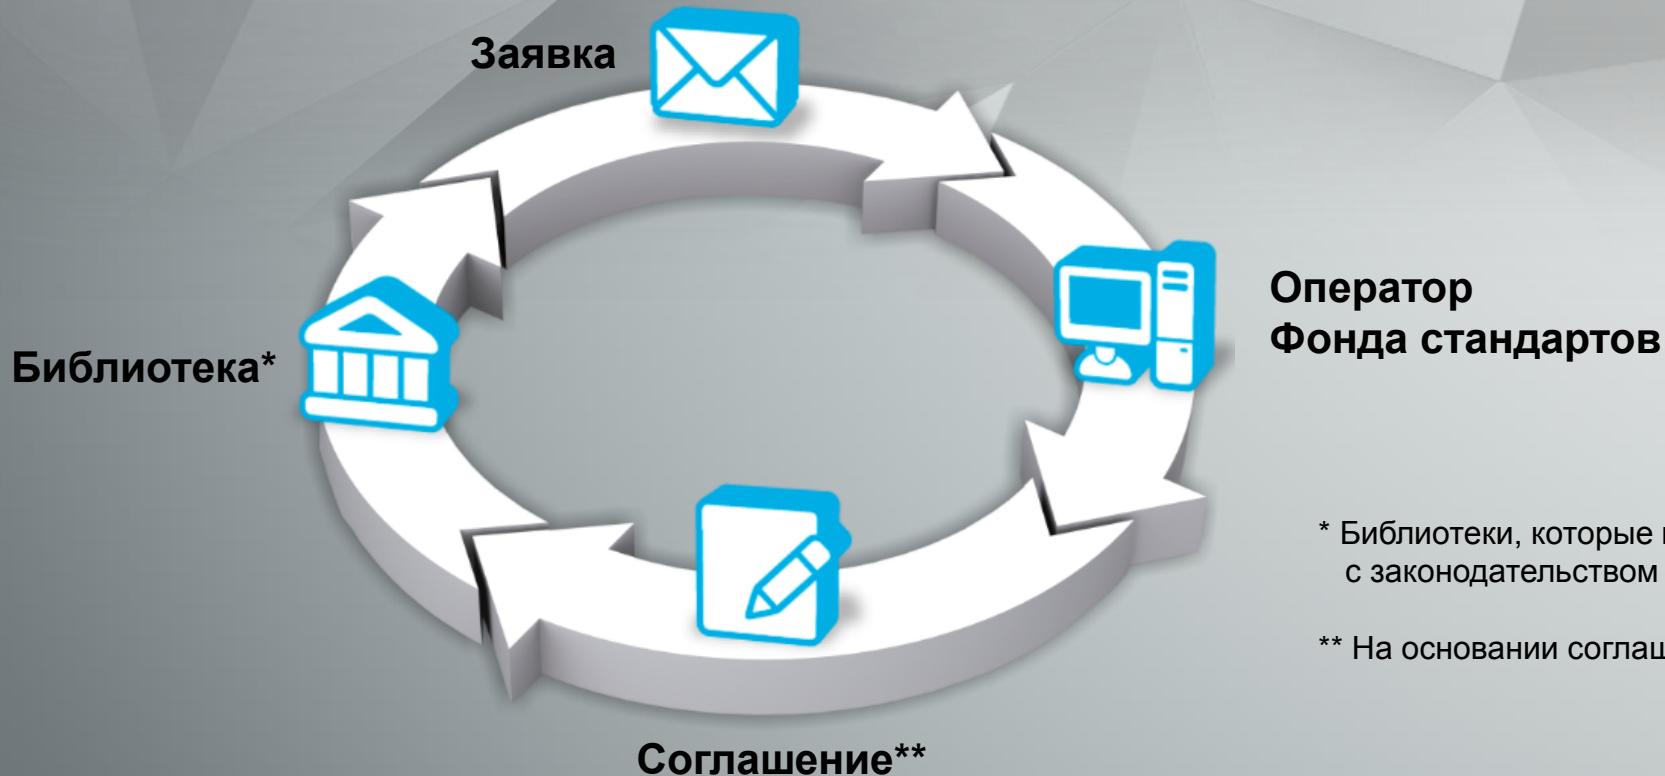 Заявка
Библиотека*
Оператор
Фонда стандартов
Соглашение**
* Библиотеки, которые
с законодательством
** На основании